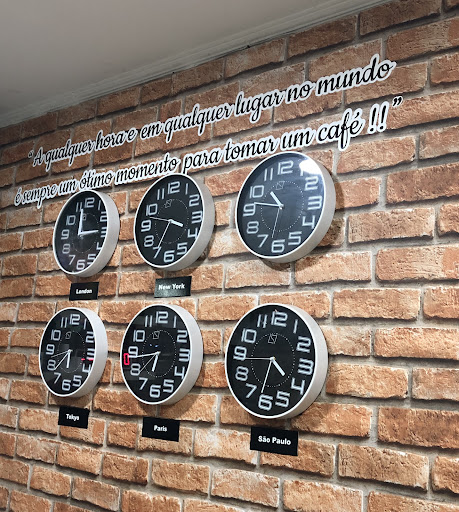 "A qualquer hora e em qualquer lugar no mundo
é sempre um ótimo momento para tomar um café !!"
London
New York
Tokyo
Paris
São Paulo